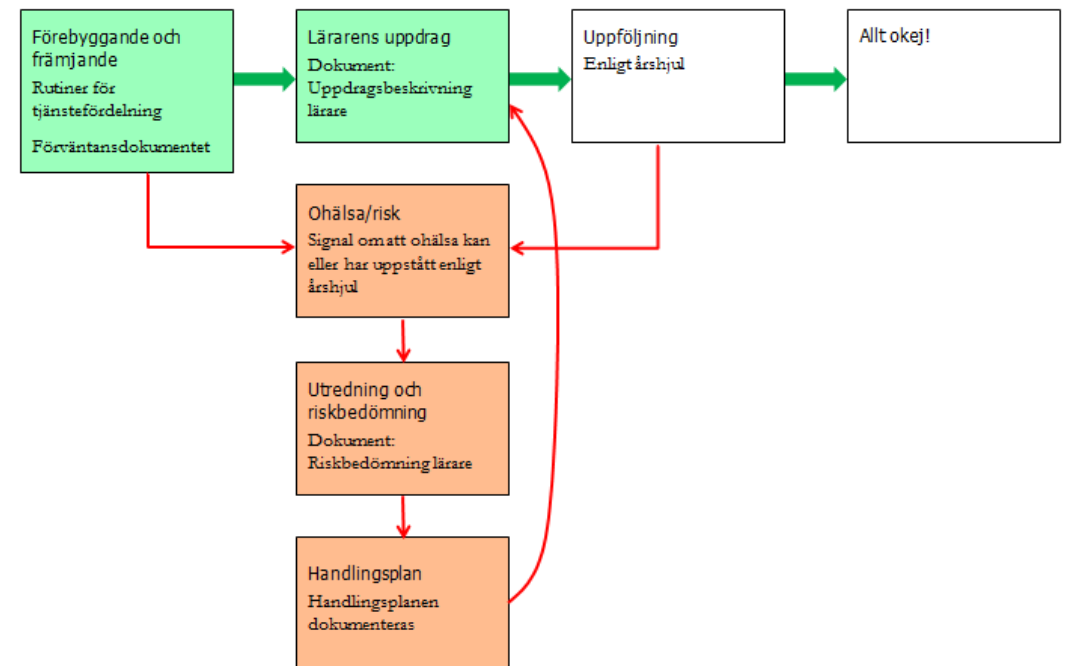 Förebyggande och
främjande
Rutiner för
tjänstefördelning
Förväntansdokumentet
Lärarens uppdrag
Dokument:
Uppdragsbeskrivning
lärare
Uppföljning
Enligt årshjul
Allt okej!
Ohälsa/risk
Signal om att ohälsa kan
eller har uppstått enligt
årshjul
Utredning och
riskbedömning
Dokument:
Riskbedömning lärare
Handlingsplan
Handlingsplanen
dokumenteras